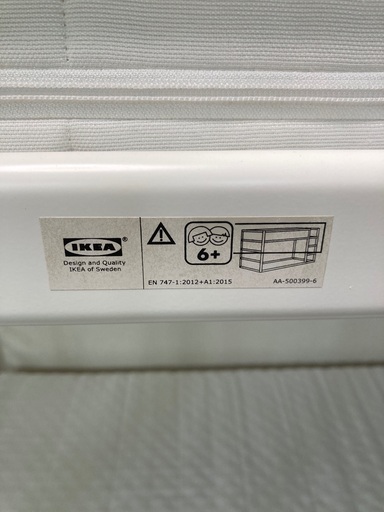 IKEA®
Design and Quality
IKEA of Sweden
6+
EN 747-1:2012+A1:2015
AA-500399-6